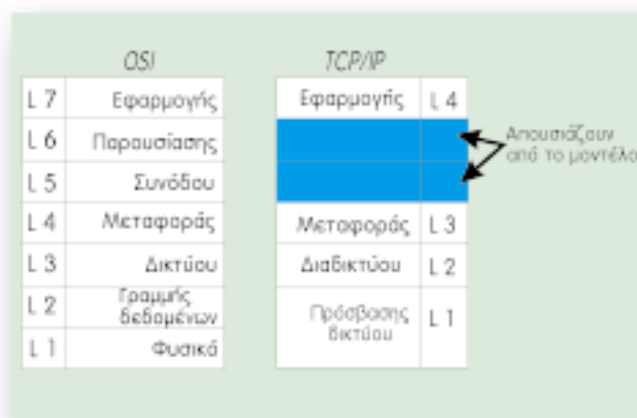 OSI
L 7 Εφαρμογής
L 6 Παρουσίασης
L 5 Συνόδου
L 4 Μεταφοράς
L 3 Δικτύου
L 2 Γραμμής
δεδομένων
L 1 Φυσικό
TCP/IP
Εφαρμογής L 4
Απουσιάζουν
από το μοντέλο
Μεταφοράς L 3
Διαδικτύου L 2
Πρόσβασης
δικτύου L 1